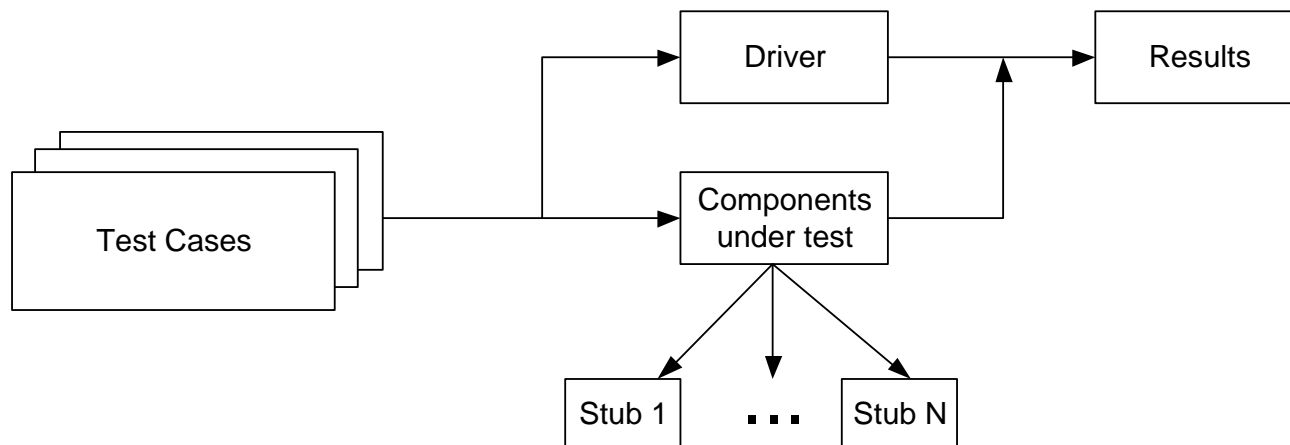 Driver
Results
Test Cases
Components
under test
Stub 1
...
Stub N